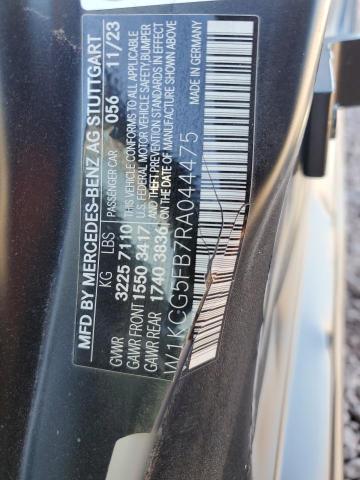 MFD BY MERCEDES-BENZ AG STUTTGART
PASSENGER CAR 056 11/23
KG LBS
GVWR 3225 7110
GAWR FRONT 1550 3417
GAWR REAR 1740 3836
THIS VEHICLE CONFORMS TO ALL APPLICABLE
U.S. FEDERAL MOTOR VEHICLE SAFETY, BUMPER
AND THEFT PREVENTION STANDARDS IN EFFECT
ON THE DATE OF MANUFACTURE SHOWN ABOVE
W1KCG5FB7RA044475
MADE IN GERMANY